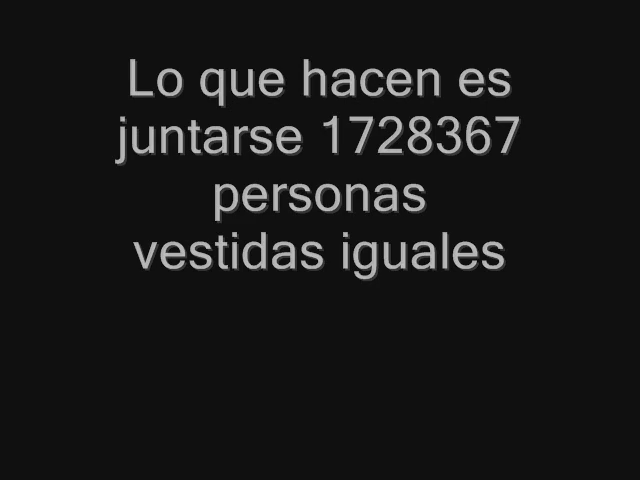 Lo que hacen es
juntarse 1728367
personas
vestidas iguales